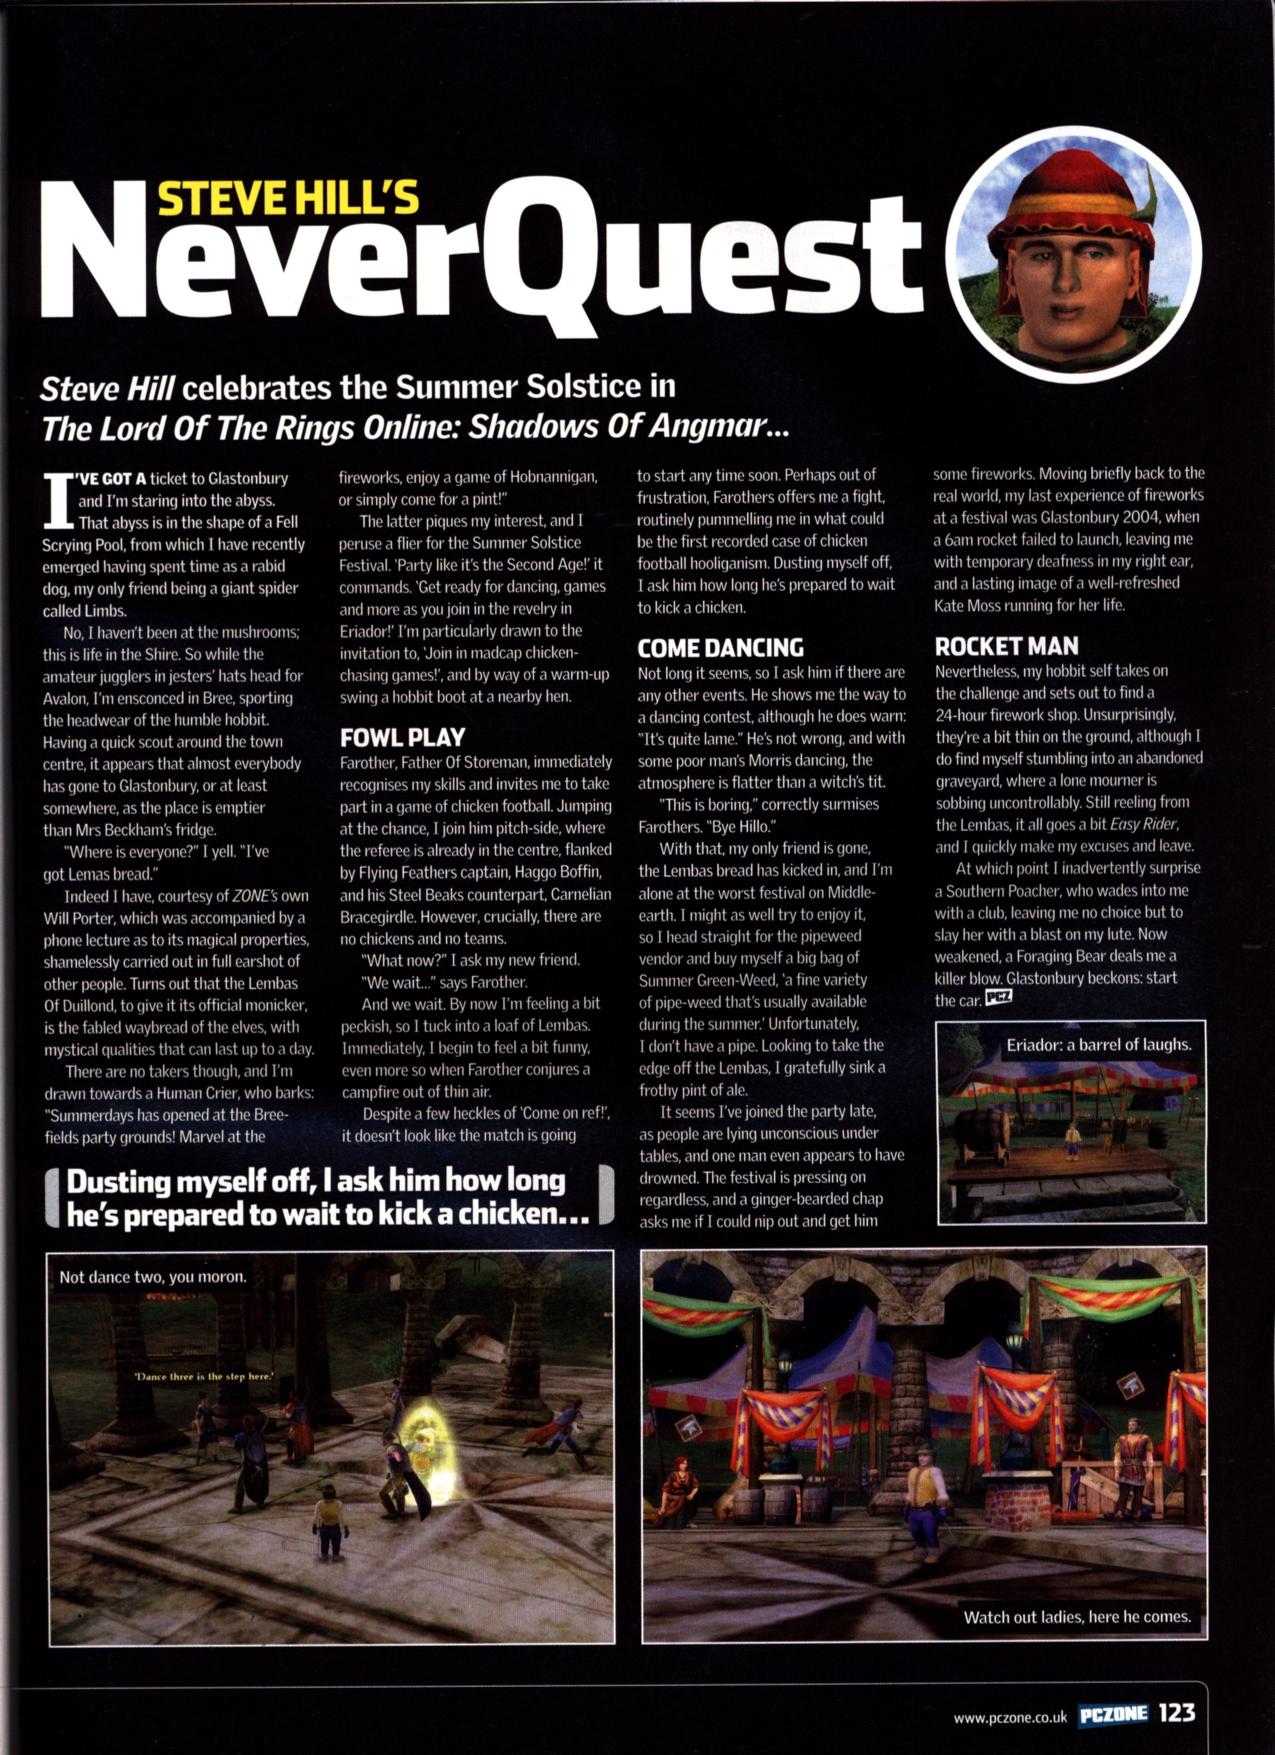 STEVE HILL'S
NeverQuest
Steve Hill celebrates the Summer Solstice in
The Lord Of The Rings Online: Shadows Of Angmar...
I'VE GOT A ticket to Glastonbury
and I'm staring into the abyss.
That abyss is in the shape of a Fell
Scrying Pool, from which I have recently
emerged having spent time as a rabid
dog, my only friend being a giant spider
called Limbs.
No, I haven't been at the mushrooms;
this is life in the Shire. So while the
amateur jugglers in jesters' hats head for
Avalon, I'm ensconced in Bree, sporting
the headwear of the humble hobbit.
Having a quick scout around the town
centre, it appears that almost everybody
has gone to Glastonbury, or at least
somewhere, as the place is emptier
than Mrs Beckham's fridge.
"Where is everyone?" I yell. "I've
got Lemas bread."
Indeed I have, courtesy of ZONE's own
Will Porter, which was accompanied by a
phone lecture as to its magical properties,
shamelessly carried out in full earshot of
other people. Turns out that the Lembas
Of Duillond, to give it its official monicker,
is the fabled waybread of the elves, with
mystical qualities that can last up to a day.
There are no takers though, and I'm
drawn towards a Human Crier, who barks:
"Summerdays has opened at the Bree-
fields party grounds! Marvel at the
fireworks, enjoy a game of Hobnannigan,
or simply come for a pint!"
The latter piques my interest, and I
peruse a flier for the Summer Solstice
Festival. 'Party like it's the Second Age!' it
commands. 'Get ready for dancing, games
and more as you join in the revelry in
Eriador!' I'm particularly drawn to the
invitation to, 'Join in madcap chicken-
chasing games!', and by way of a warm-up
swing a hobbit boot at a nearby hen.
FOWL PLAY
Farother, Father Of Storeman, immediately
recognises my skills and invites me to take
part in a game of chicken football. Jumping
at the chance, I join him pitch-side, where
the referee is already in the centre, flanked
by Flying Feathers captain, Haggo Boffin,
and his Steel Beaks counterpart, Carnelian
Bracegirdle. However, crucially, there are
no chickens and no teams.
"What now?" I ask my new friend.
"We wait..." says Farother.
And we wait. By now I'm feeling a bit
peckish, so I tuck into a loaf of Lembas.
Immediately, I begin to feel a bit funny,
even more so when Farother conjures a
campfire out of thin air.
Despite a few heckles of 'Come on ref!',
it doesn't look like the match is going
to start any time soon. Perhaps out of
frustration, Farothers offers me a fight,
routinely pummelling me in what could
be the first recorded case of chicken
football hooliganism. Dusting myself off,
I ask him how long he's prepared to wait
to kick a chicken.
COME DANCING
Not long it seems, so I ask him if there are
any other events. He shows me the way to
a dancing contest, although he does warn:
"It's quite lame." He's not wrong, and with
some poor man's Morris dancing, the
atmosphere is flatter than a witch's tit.
"This is boring," correctly surmises
Farothers. "Bye Hillo."
With that, my only friend is gone,
the Lembas bread has kicked in, and I'm
alone at the worst festival on Middle-
earth. I might as well try to enjoy it,
so I head straight for the pipeweed
vendor and buy myself a big bag of
Summer Green-Weed, 'a fine variety
of pipe-weed that's usually available
during the summer.' Unfortunately,
I don't have a pipe. Looking to take the
edge off the Lembas, I gratefully sink a
frothy pint of ale.
It seems I've joined the party late,
as people are lying unconscious under
tables, and one man even appears to have
drowned. The festival is pressing on
regardless, and a ginger-bearded chap
asks me if I could nip out and get him
some fireworks. Moving briefly back to the
real world, my last experience of fireworks
at a festival was Glastonbury 2004, when
a 6am rocket failed to launch, leaving me
with temporary deafness in my right ear,
and a lasting image of a well-refreshed
Kate Moss running for her life.
ROCKET MAN
Nevertheless, my hobbit self takes on
the challenge and sets out to find a
24-hour firework shop. Unsurprisingly,
they're a bit thin on the ground, although I
do find myself stumbling into an abandoned
graveyard, where a lone mourner is
sobbing uncontrollably. Still reeling from
the Lembas, it all goes a bit Easy Rider,
and I quickly make my excuses and leave.
At which point I inadvertently surprise
a Southern Poacher, who wades into me
with a club, leaving me no choice but to
slay her with a blast on my lute. Now
weakened, a Foraging Bear deals me a
killer blow. Glastonbury beckons: start
the car. PCZ
Dusting myself off, I ask him how long
he's prepared to wait to kick a chicken...
Eriador: a barrel of laughs.
Not dance two, you moron.
'Dance three is the step here.'
Watch out ladies, here he comes.
www.pczone.co.uk PCZONE 123